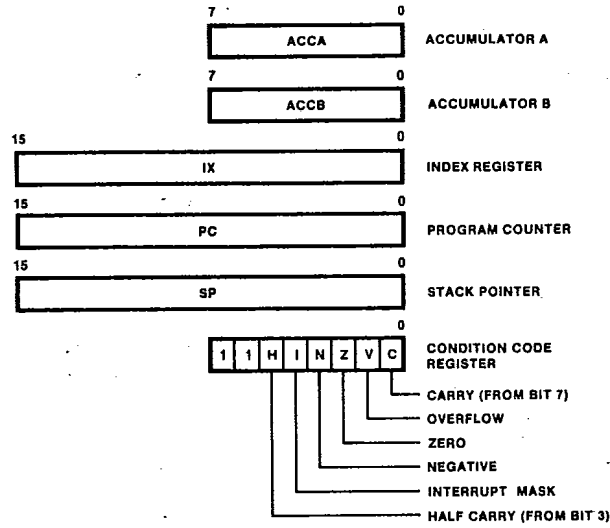 7 0
ACCA ACCUMULATOR A
7 0
ACCB ACCUMULATOR B
15 0
IX INDEX REGISTER
15 0
PC PROGRAM COUNTER
15 0
SP STACK POINTER
0
1 1 H I N Z V C CONDITION CODE
REGISTER
CARRY (FROM BIT 7)
OVERFLOW
ZERO
NEGATIVE
INTERRUPT MASK
HALF CARRY (FROM BIT 3)